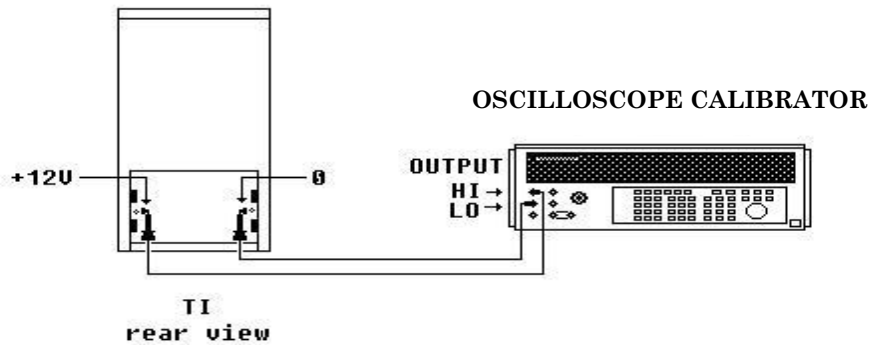 OSCILLOSCOPE CALIBRATOR
+12V
0
OUTPUT
HI
LO
TI
rear view